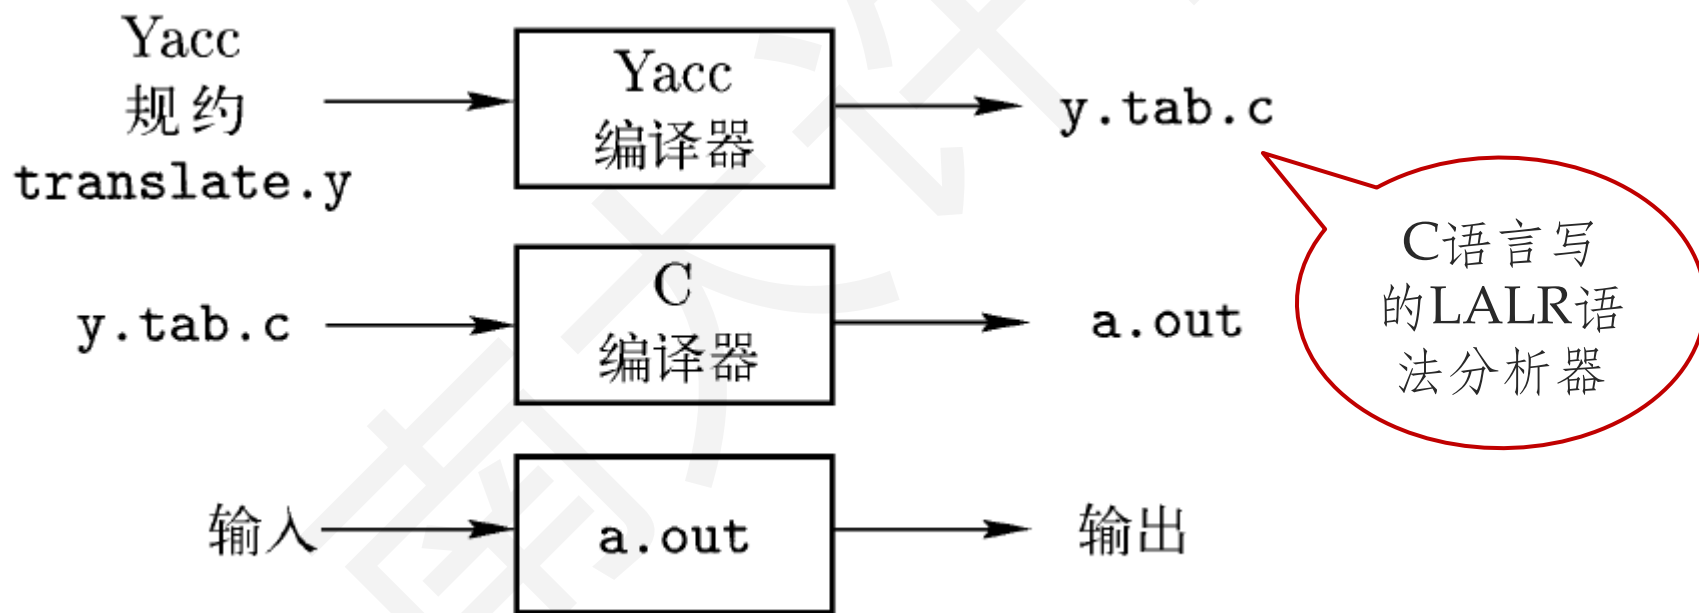 Yacc
规约
translate.y
Yacc
编译器
y.tab.c
C语言写
的LALR语
法分析器
y.tab.c
C
编译器
a.out
输入
a.out
输出